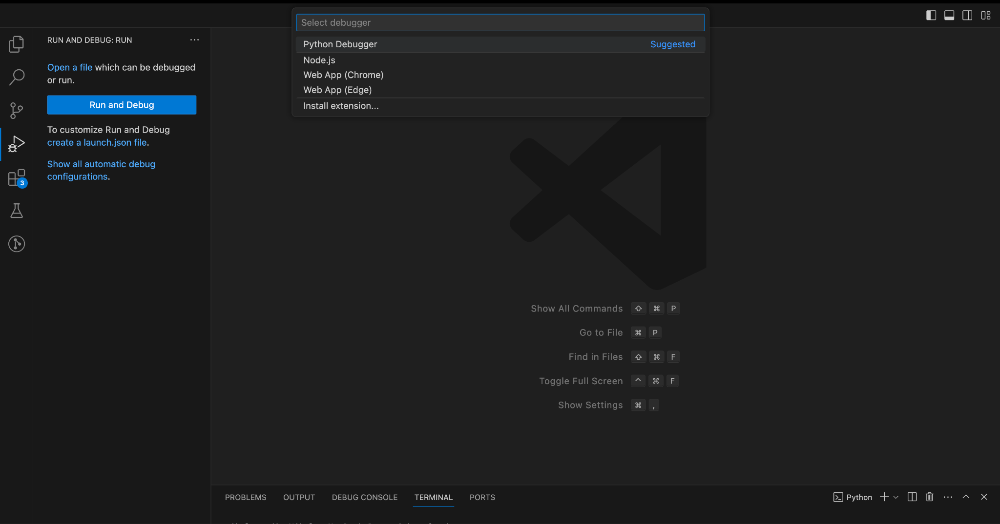 Select debugger
Python Debugger Suggested
Node.js
Web App (Chrome)
Web App (Edge)
Install extension...
RUN AND DEBUG: RUN
Open a file which can be debugged
or run.
Run and Debug
To customize Run and Debug
create a launch.json file.
Show all automatic debug
configurations.
3
Show All Commands ⇧ ⌘ P
Go to File ⌘ P
Find in Files ⇧ ⌘ F
Toggle Full Screen ^ ⌘ F
Show Settings ⌘ ,
PROBLEMS OUTPUT DEBUG CONSOLE TERMINAL PORTS Python